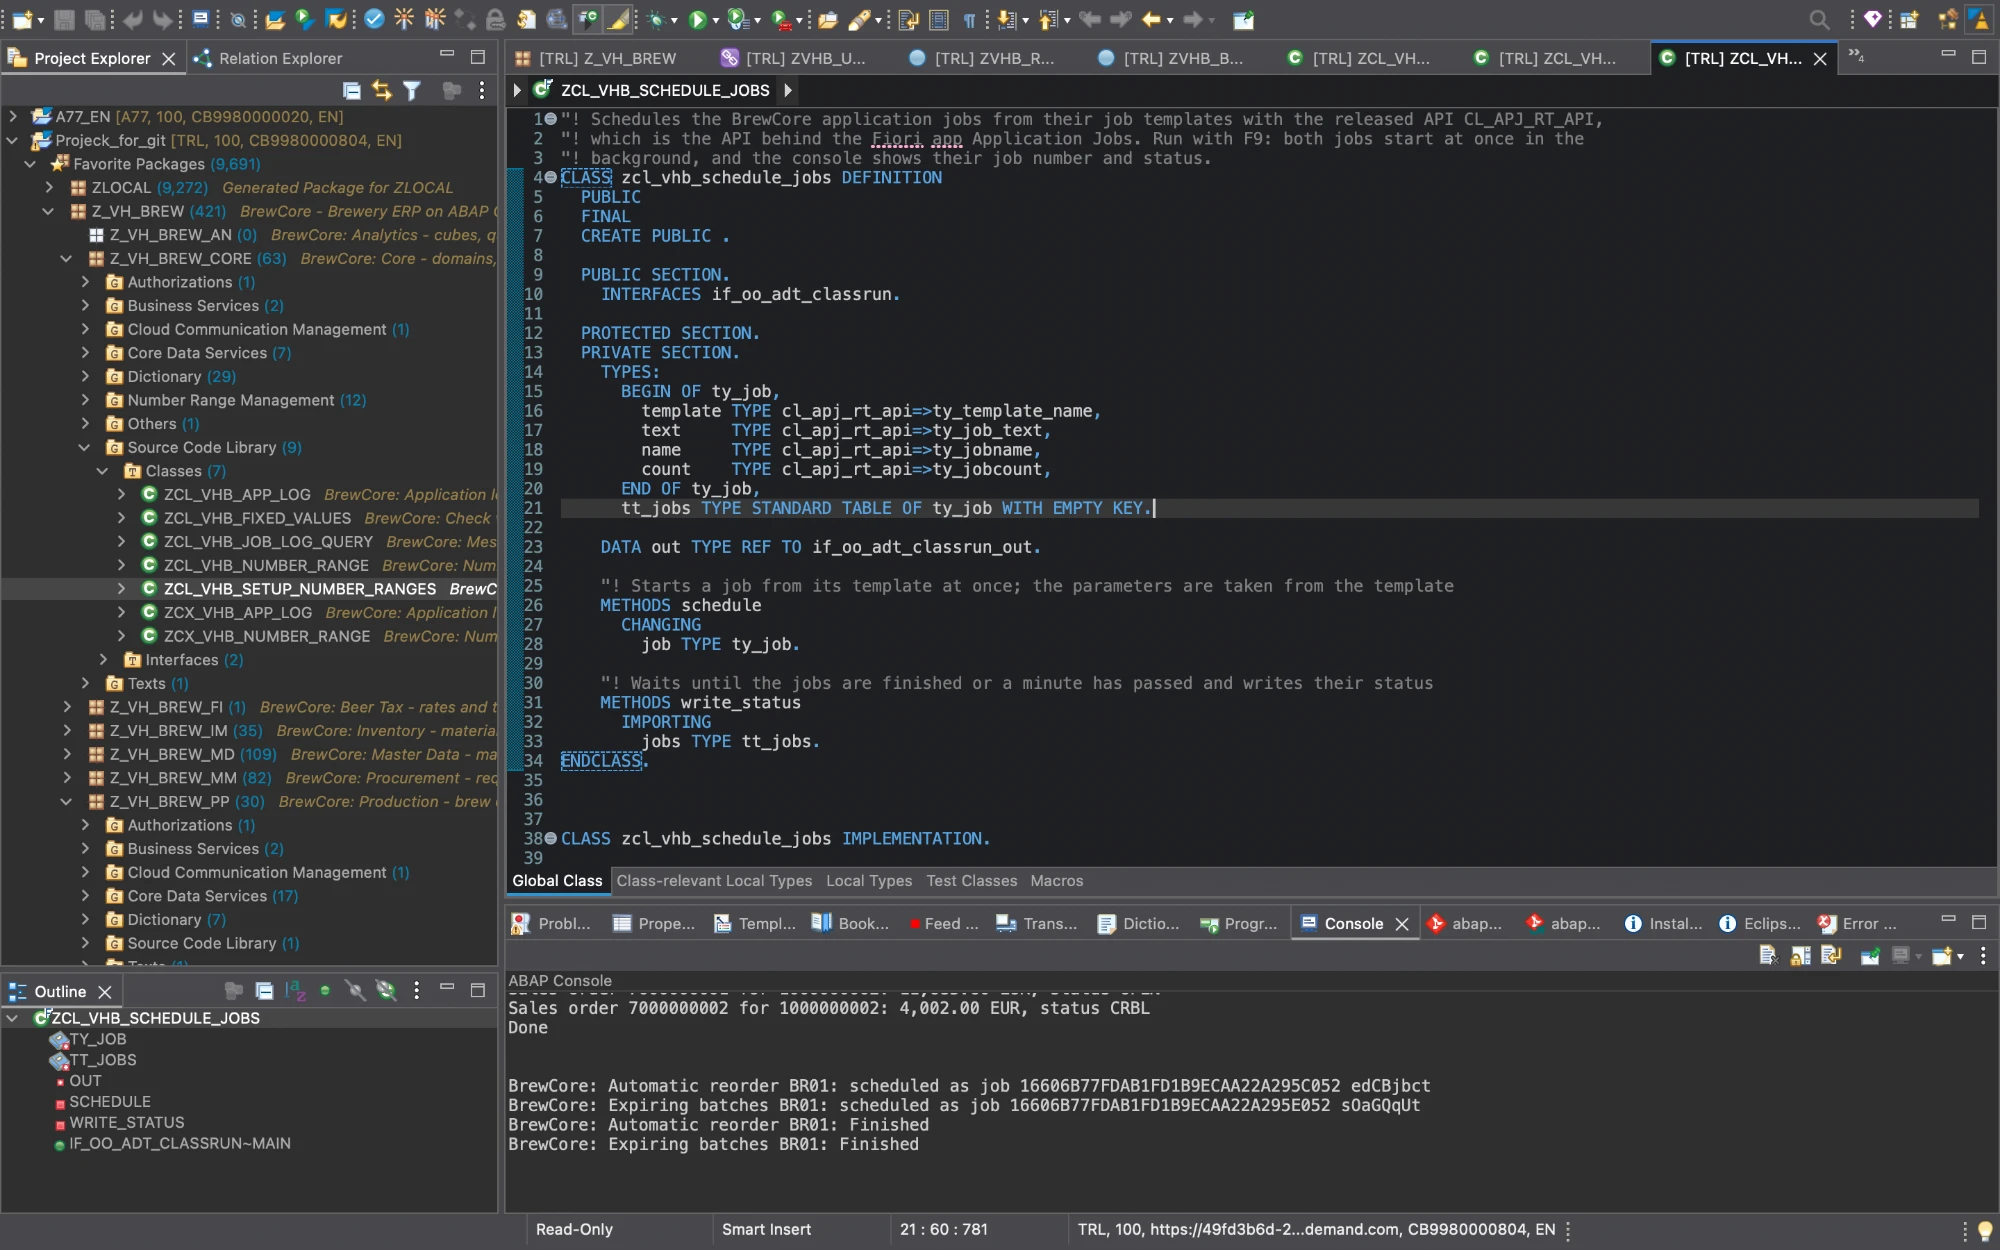 Project Explorer
Relation Explorer
A77_EN [A77, 100, CB9980000020, EN]
Projeck_for_git [TRL, 100, CB9980000804, EN]
Favorite Packages (9,691)
ZLOCAL (9,272) Generated Package for ZLOCAL
Z_VH_BREW (421) BrewCore - Brewery ERP on ABAP
Z_VH_BREW_AN (0) BrewCore: Analytics - cubes,
Z_VH_BREW_CORE (63) BrewCore: Core - domains,
Authorizations (1)
Business Services (2)
Cloud Communication Management (1)
Core Data Services (7)
Dictionary (29)
Number Range Management (12)
Others (1)
Source Code Library (9)
Classes (7)
ZCL_VHB_APP_LOG BrewCore: Application
ZCL_VHB_FIXED_VALUES BrewCore: Check
ZCL_VHB_JOB_LOG_QUERY BrewCore: Mes
ZCL_VHB_NUMBER_RANGE BrewCore: Num
ZCL_VHB_SETUP_NUMBER_RANGES BrewC
ZCX_VHB_APP_LOG BrewCore: Application
ZCX_VHB_NUMBER_RANGE BrewCore: Num
Interfaces (2)
Texts (1)
Z_VH_BREW_FI (1) BrewCore: Beer Tax - rates and t
Z_VH_BREW_IM (35) BrewCore: Inventory - materia
Z_VH_BREW_MD (109) BrewCore: Master Data - ma
Z_VH_BREW_MM (82) BrewCore: Procurement - req
Z_VH_BREW_PP (30) BrewCore: Production - brew
Authorizations (1)
Business Services (2)
Cloud Communication Management (1)
Core Data Services (17)
Dictionary (7)
Source Code Library (1)
Outline
ZCL_VHB_SCHEDULE_JOBS
TY_JOB
TT_JOBS
OUT
SCHEDULE
WRITE_STATUS
IF_OO_ADT_CLASSRUN~MAIN
[TRL] Z_VH_BREW
[TRL] ZVHB_U...
[TRL] ZVHB_R...
[TRL] ZVHB_B...
[TRL] ZCL_VH...
[TRL] ZCL_VH...
[TRL] ZCL_VH...
4
ZCL_VHB_SCHEDULE_JOBS
1 "! Schedules the BrewCore application jobs from their job templates with the released API CL_APJ_RT_API,
2 "! which is the API behind the Fiori app Application Jobs. Run with F9: both jobs start at once in the
3 "! background, and the console shows their job number and status.
4 CLASS zcl_vhb_schedule_jobs DEFINITION
5 PUBLIC
6 FINAL
7 CREATE PUBLIC .
8
9 PUBLIC SECTION.
10 INTERFACES if_oo_adt_classrun.
11
12 PROTECTED SECTION.
13 PRIVATE SECTION.
14 TYPES:
15 BEGIN OF ty_job,
16 template TYPE cl_apj_rt_api=>ty_template_name,
17 text TYPE cl_apj_rt_api=>ty_job_text,
18 name TYPE cl_apj_rt_api=>ty_jobname,
19 count TYPE cl_apj_rt_api=>ty_jobcount,
20 END OF ty_job,
21 tt_jobs TYPE STANDARD TABLE OF ty_job WITH EMPTY KEY.
22
23 DATA out TYPE REF TO if_oo_adt_classrun_out.
24
25 "! Starts a job from its template at once; the parameters are taken from the template
26 METHODS schedule
27 CHANGING
28 job TYPE ty_job.
29
30 "! Waits until the jobs are finished or a minute has passed and writes their status
31 METHODS write_status
32 IMPORTING
33 jobs TYPE tt_jobs.
34 ENDCLASS.
35
36
37
38 CLASS zcl_vhb_schedule_jobs IMPLEMENTATION.
39
Global Class
Class-relevant Local Types
Local Types
Test Classes
Macros
Probl...
Prope...
Templ...
Book...
Feed ...
Trans...
Dictio...
Progr...
Console
abap...
abap...
Instal...
Eclips...
Error ...
ABAP Console
Sales order 7000000002 for 1000000002: 4,002.00 EUR, status CRBL
Done
BrewCore: Automatic reorder BR01: scheduled as job 16606B77FDAB1FD1B9ECAA22A295C052 edCBjbct
BrewCore: Expiring batches BR01: scheduled as job 16606B77FDAB1FD1B9ECAA22A295E052 sOaGQqUt
BrewCore: Automatic reorder BR01: Finished
BrewCore: Expiring batches BR01: Finished
Read-Only
Smart Insert
21 : 60 : 781
TRL, 100, https://49fd3b6d-2...demand.com, CB9980000804, EN